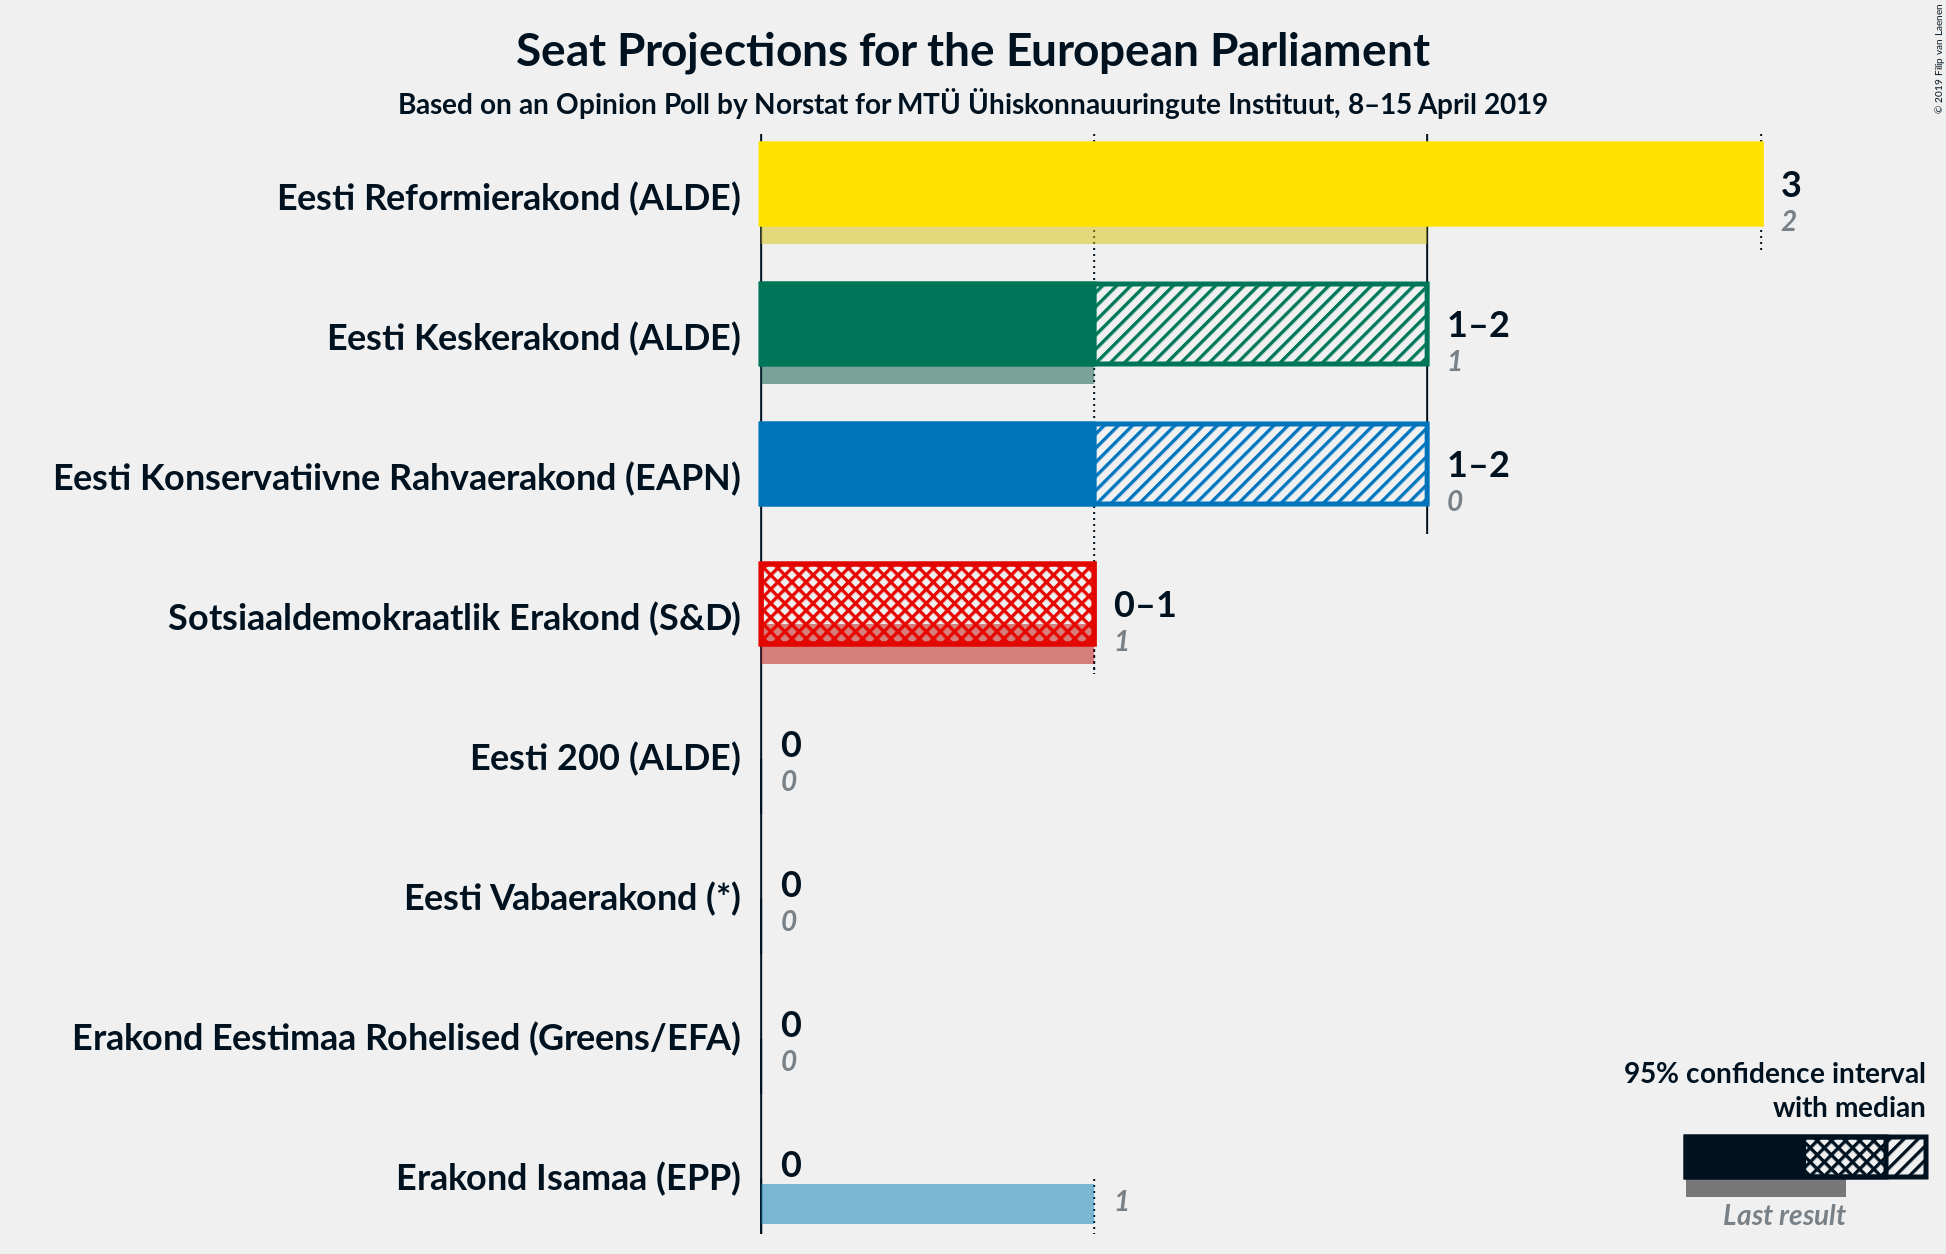 Seat Projections for the European Parliament
Based on an Opinion Poll by Norstat for MTÜ Ühiskonnauuringute Instituut, 8–15 April 2019
© 2019 Filip van Laenen
Eesti Reformierakond (ALDE)
3
2
Eesti Keskerakond (ALDE)
1–2
1
Eesti Konservatiivne Rahvaerakond (EAPN)
1–2
0
Sotsiaaldemokraatlik Erakond (S&D)
0–1
1
Eesti 200 (ALDE)
0
0
Eesti Vabaerakond (*)
0
0
Erakond Eestimaa Rohelised (Greens/EFA)
0
0
Erakond Isamaa (EPP)
0
1
95% confidence interval
with median
Last result